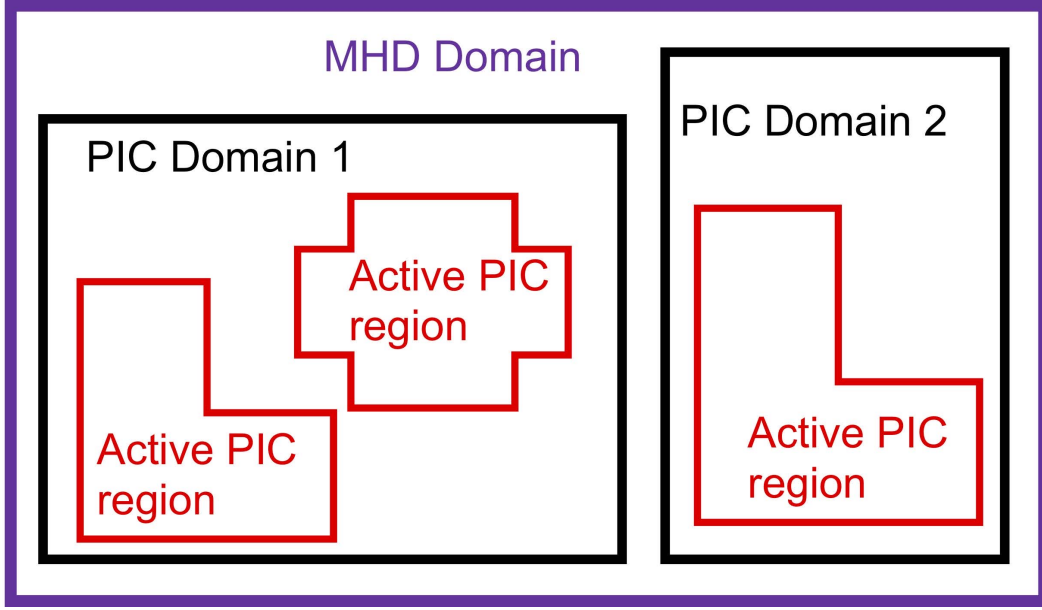 MHD Domain
PIC Domain 1
PIC Domain 2
Active PIC
region
Active PIC
region
Active PIC
region